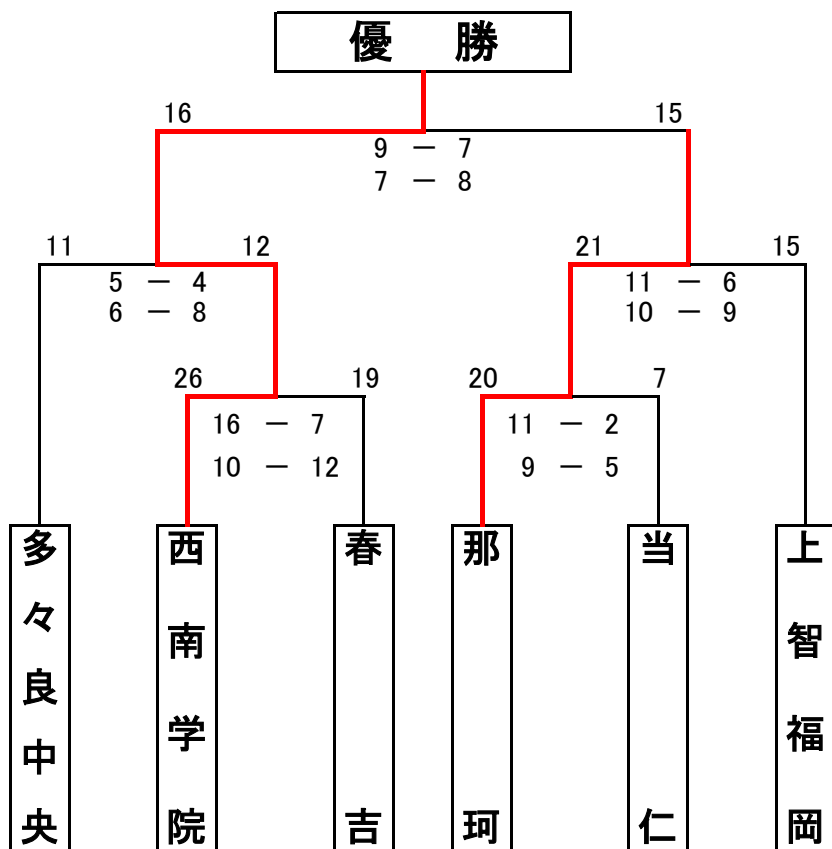 優　勝
16　15
9 － 7
7 － 8
11　12　21　15
5 － 4　11 － 6
6 － 8　10 － 9
26　19　20　7
16 － 7　11 － 2
10 － 12　9 － 5
多々良中央
西南学院
春吉
那珂
当仁
上智福岡